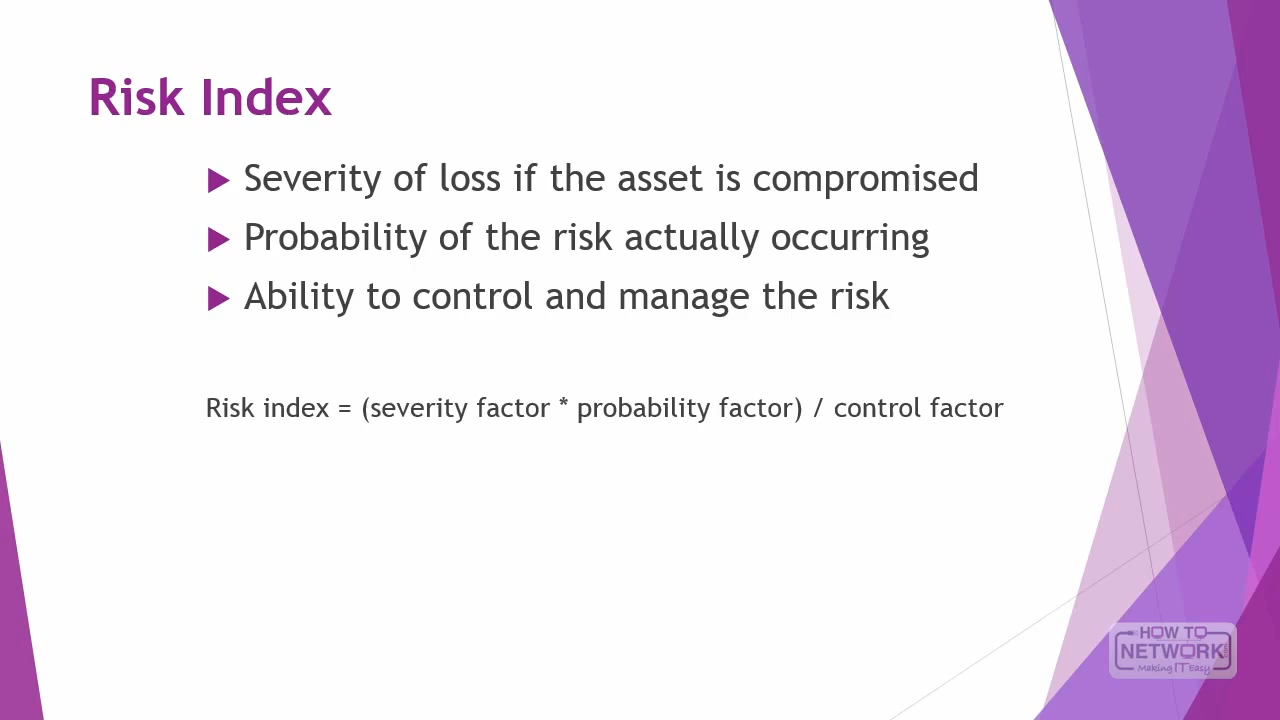 Risk Index
Severity of loss if the asset is compromised
Probability of the risk actually occurring
Ability to control and manage the risk
Risk index = (severity factor * probability factor) / control factor
HOW TO
NETWORK
Making IT Easy